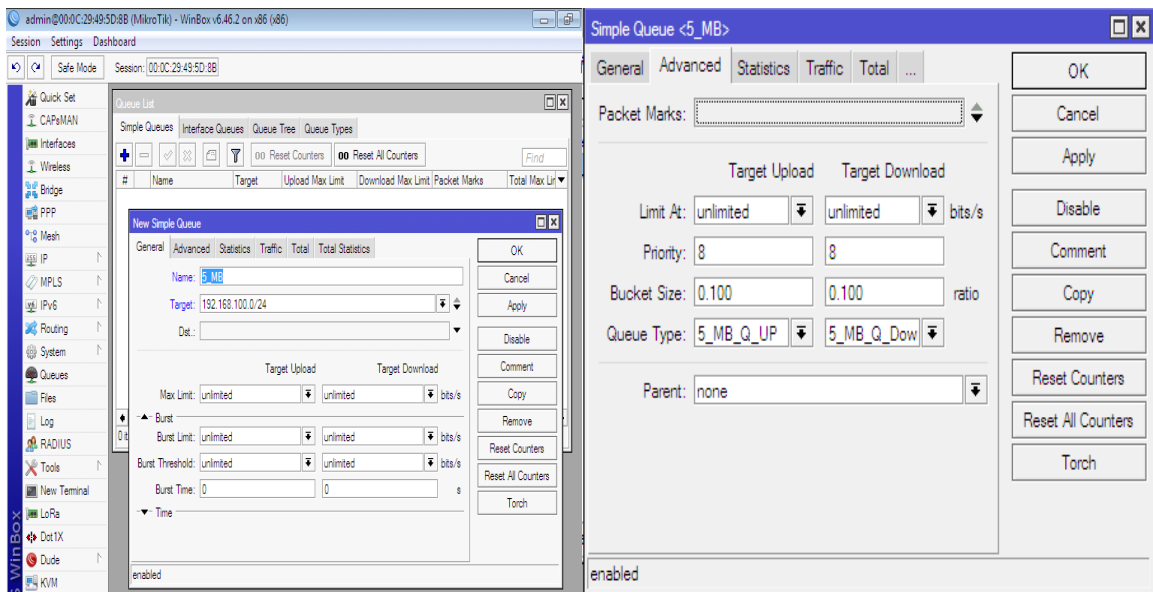 admin@00:0C:29:49:5D:8B (MikroTik) - WinBox v6.46.2 on x86 (x86)
Session Settings Dashboard
Safe Mode Session: 00:0C:29:49:5D:8B
Quick Set
CAPsMAN
Interfaces
Wireless
Bridge
PPP
Mesh
IP
MPLS
IPv6
Routing
System
Queues
Files
Log
RADIUS
Tools
New Terminal
LoRa
Dot1X
Dude
KVM
WinBox
Queue List
Simple Queues Interface Queues Queue Tree Queue Types
00 Reset Counters 00 Reset All Counters Find
# Name Target Upload Max Limit Download Max Limit Packet Marks Total Max Lir
0 it
New Simple Queue
General Advanced Statistics Traffic Total Total Statistics
Name: 5_MB
Target: 192.168.100.0/24
Dst.:
Target Upload Target Download
Max Limit: unlimited unlimited bits/s
Burst
Burst Limit: unlimited unlimited bits/s
Burst Threshold: unlimited unlimited bits/s
Burst Time: 0 0 s
Time
enabled
OK
Cancel
Apply
Disable
Comment
Copy
Remove
Reset Counters
Reset All Counters
Torch
Simple Queue <5_MB>
General Advanced Statistics Traffic Total ...
Packet Marks:
Target Upload Target Download
Limit At: unlimited unlimited bits/s
Priority: 8 8
Bucket Size: 0.100 0.100 ratio
Queue Type: 5_MB_Q_UP 5_MB_Q_Dow
Parent: none
enabled
OK
Cancel
Apply
Disable
Comment
Copy
Remove
Reset Counters
Reset All Counters
Torch